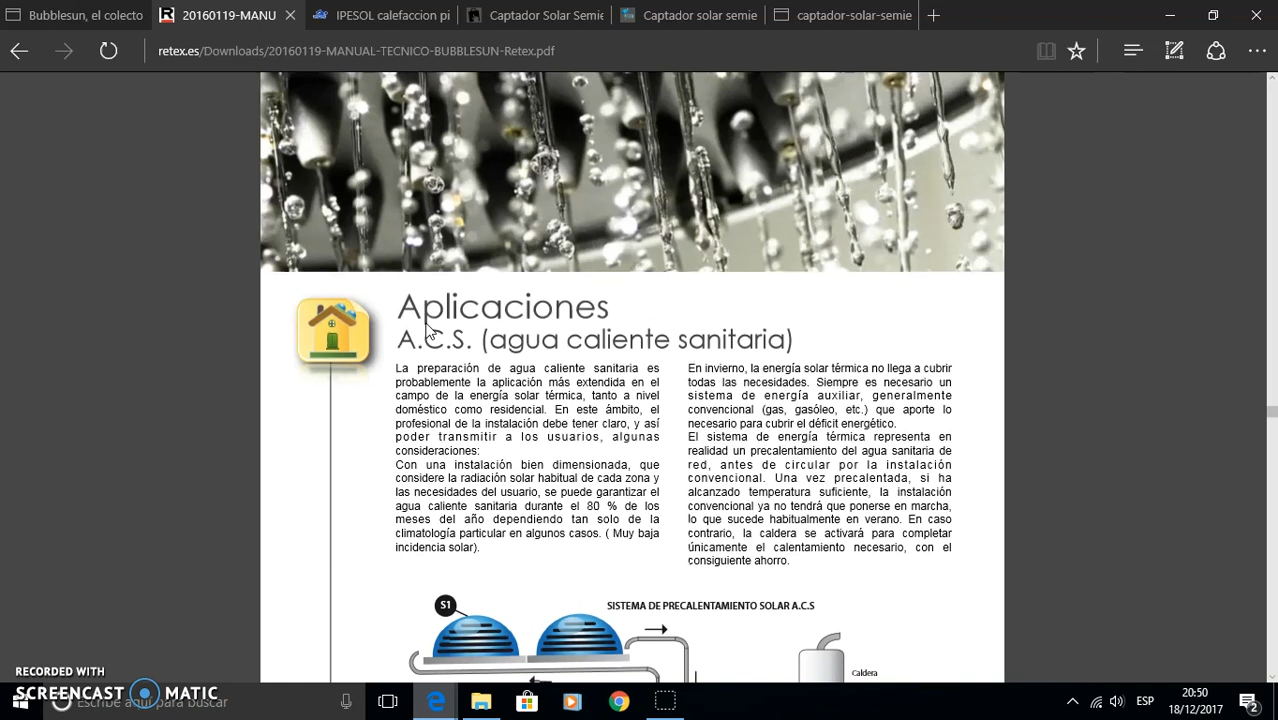 Bubblesun, el colecto
20160119-MANU
IPESOL calefaccion pi
Captador Solar Semie
Captador solar semie
captador-solar-semie
retex.es/Downloads/20160119-MANUAL-TECNICO-BUBBLESUN-Retex.pdf
Aplicaciones
A.C.S. (agua caliente sanitaria)
La preparación de agua caliente sanitaria es
probablemente la aplicación más extendida en el
campo de la energía solar térmica, tanto a nivel
doméstico como residencial. En este ámbito, el
profesional de la instalación debe tener claro, y así
poder transmitir a los usuarios, algunas
consideraciones:
Con una instalación bien dimensionada, que
considere la radiación solar habitual de cada zona y
las necesidades del usuario, se puede garantizar el
agua caliente sanitaria durante el 80 % de los
meses del año dependiendo tan solo de la
climatología particular en algunos casos. ( Muy baja
incidencia solar).
En invierno, la energía solar térmica no llega a cubrir
todas las necesidades. Siempre es necesario un
sistema de energía auxiliar, generalmente
convencional (gas, gasóleo, etc.) que aporte lo
necesario para cubrir el déficit energético.
El sistema de energía térmica representa en
realidad un precalentamiento del agua sanitaria de
red, antes de circular por la instalación
convencional. Una vez precalentada, si ha
alcanzado temperatura suficiente, la instalación
convencional ya no tendrá que ponerse en marcha,
lo que sucede habitualmente en verano. En caso
contrario, la caldera se activará para completar
únicamente el calentamiento necesario, con el
consiguiente ahorro.
S1
SISTEMA DE PRECALENTAMIENTO SOLAR A.C.S
Caldera
RECORDED WITH
SCREENCAST MATIC
Escribe aquí para buscar
ESP
20:50
18/12/2017
2